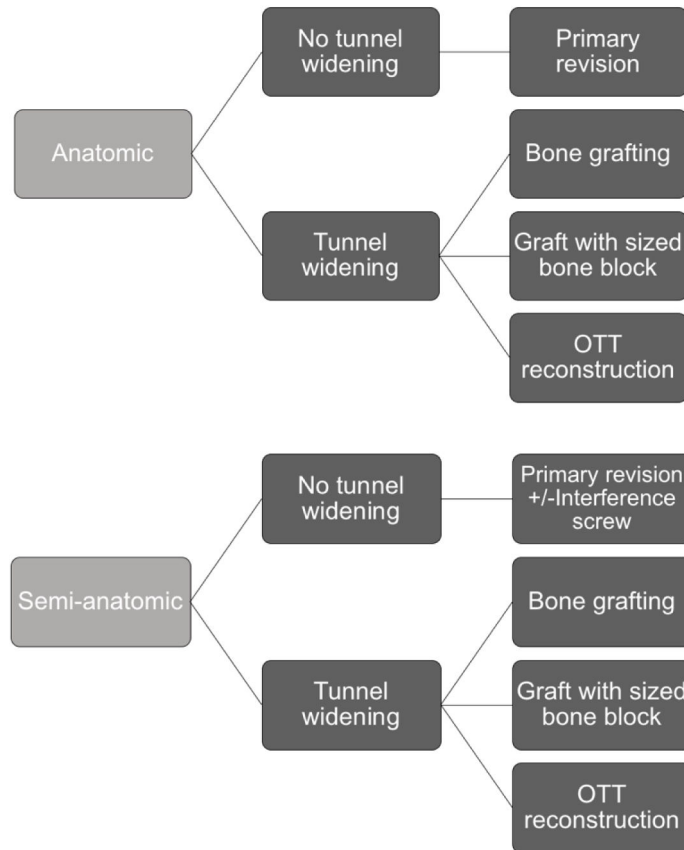 No tunnel
widening
Primary
revision
Anatomic
Bone grafting
Tunnel
widening
Graft with sized
bone block
OTT
reconstruction
No tunnel
widening
Primary revision
+/-Interference
screw
Semi-anatomic
Bone grafting
Tunnel
widening
Graft with sized
bone block
OTT
reconstruction